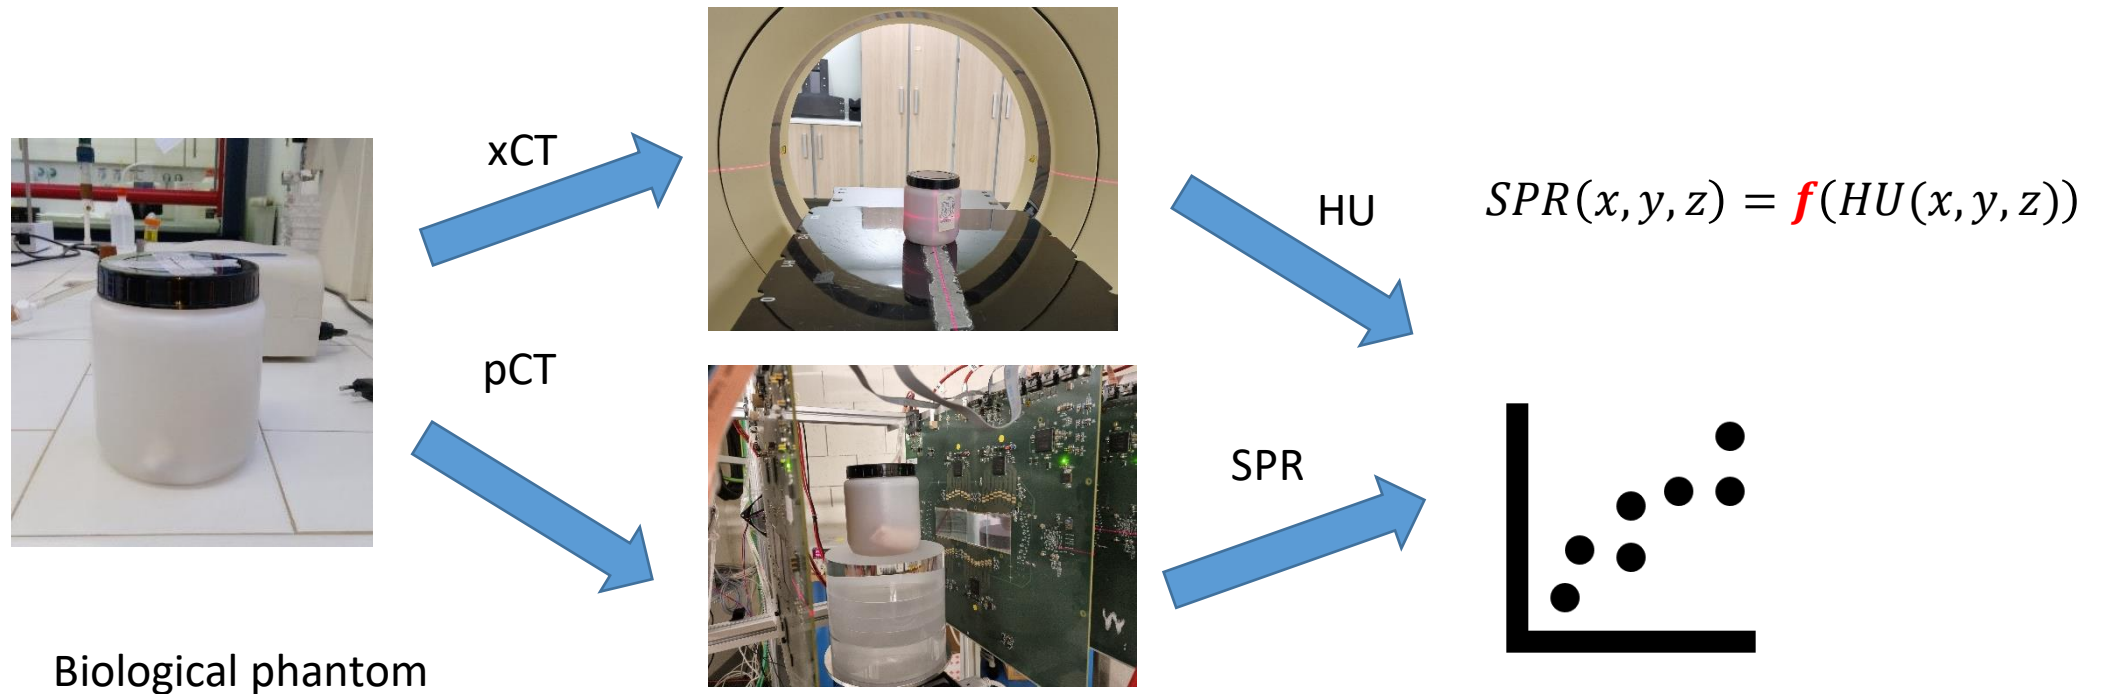 xCT
HU
SPR(x, y, z) = f(HU(x, y, z))
pCT
SPR
W
Biological phantom